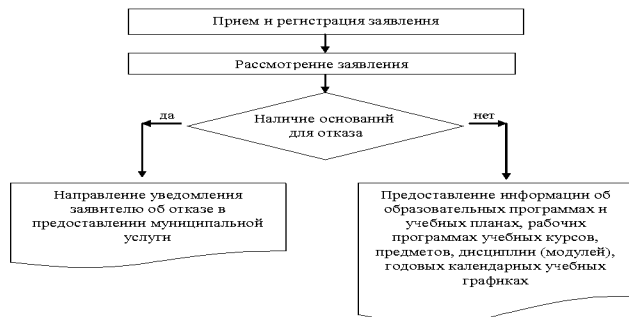 Прием и регистрация заявления
Рассмотрение заявления
Наличие оснований
для отказа
да
нет
Направление уведомления
заявителю об отказе в
предоставлении муниципальной
услуги
Предоставление информации об
образовательных программах и
учебных планах, рабочих
программах учебных курсов,
предметов, дисциплин (модулей),
годовых календарных учебных
графиках